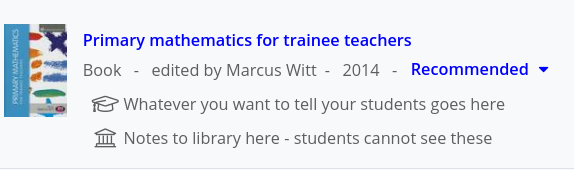 PRIMARY MATHEMATICS
Primary mathematics for trainee teachers
Book - edited by Marcus Witt - 2014 - Recommended
Whatever you want to tell your students goes here
Notes to library here - students cannot see these